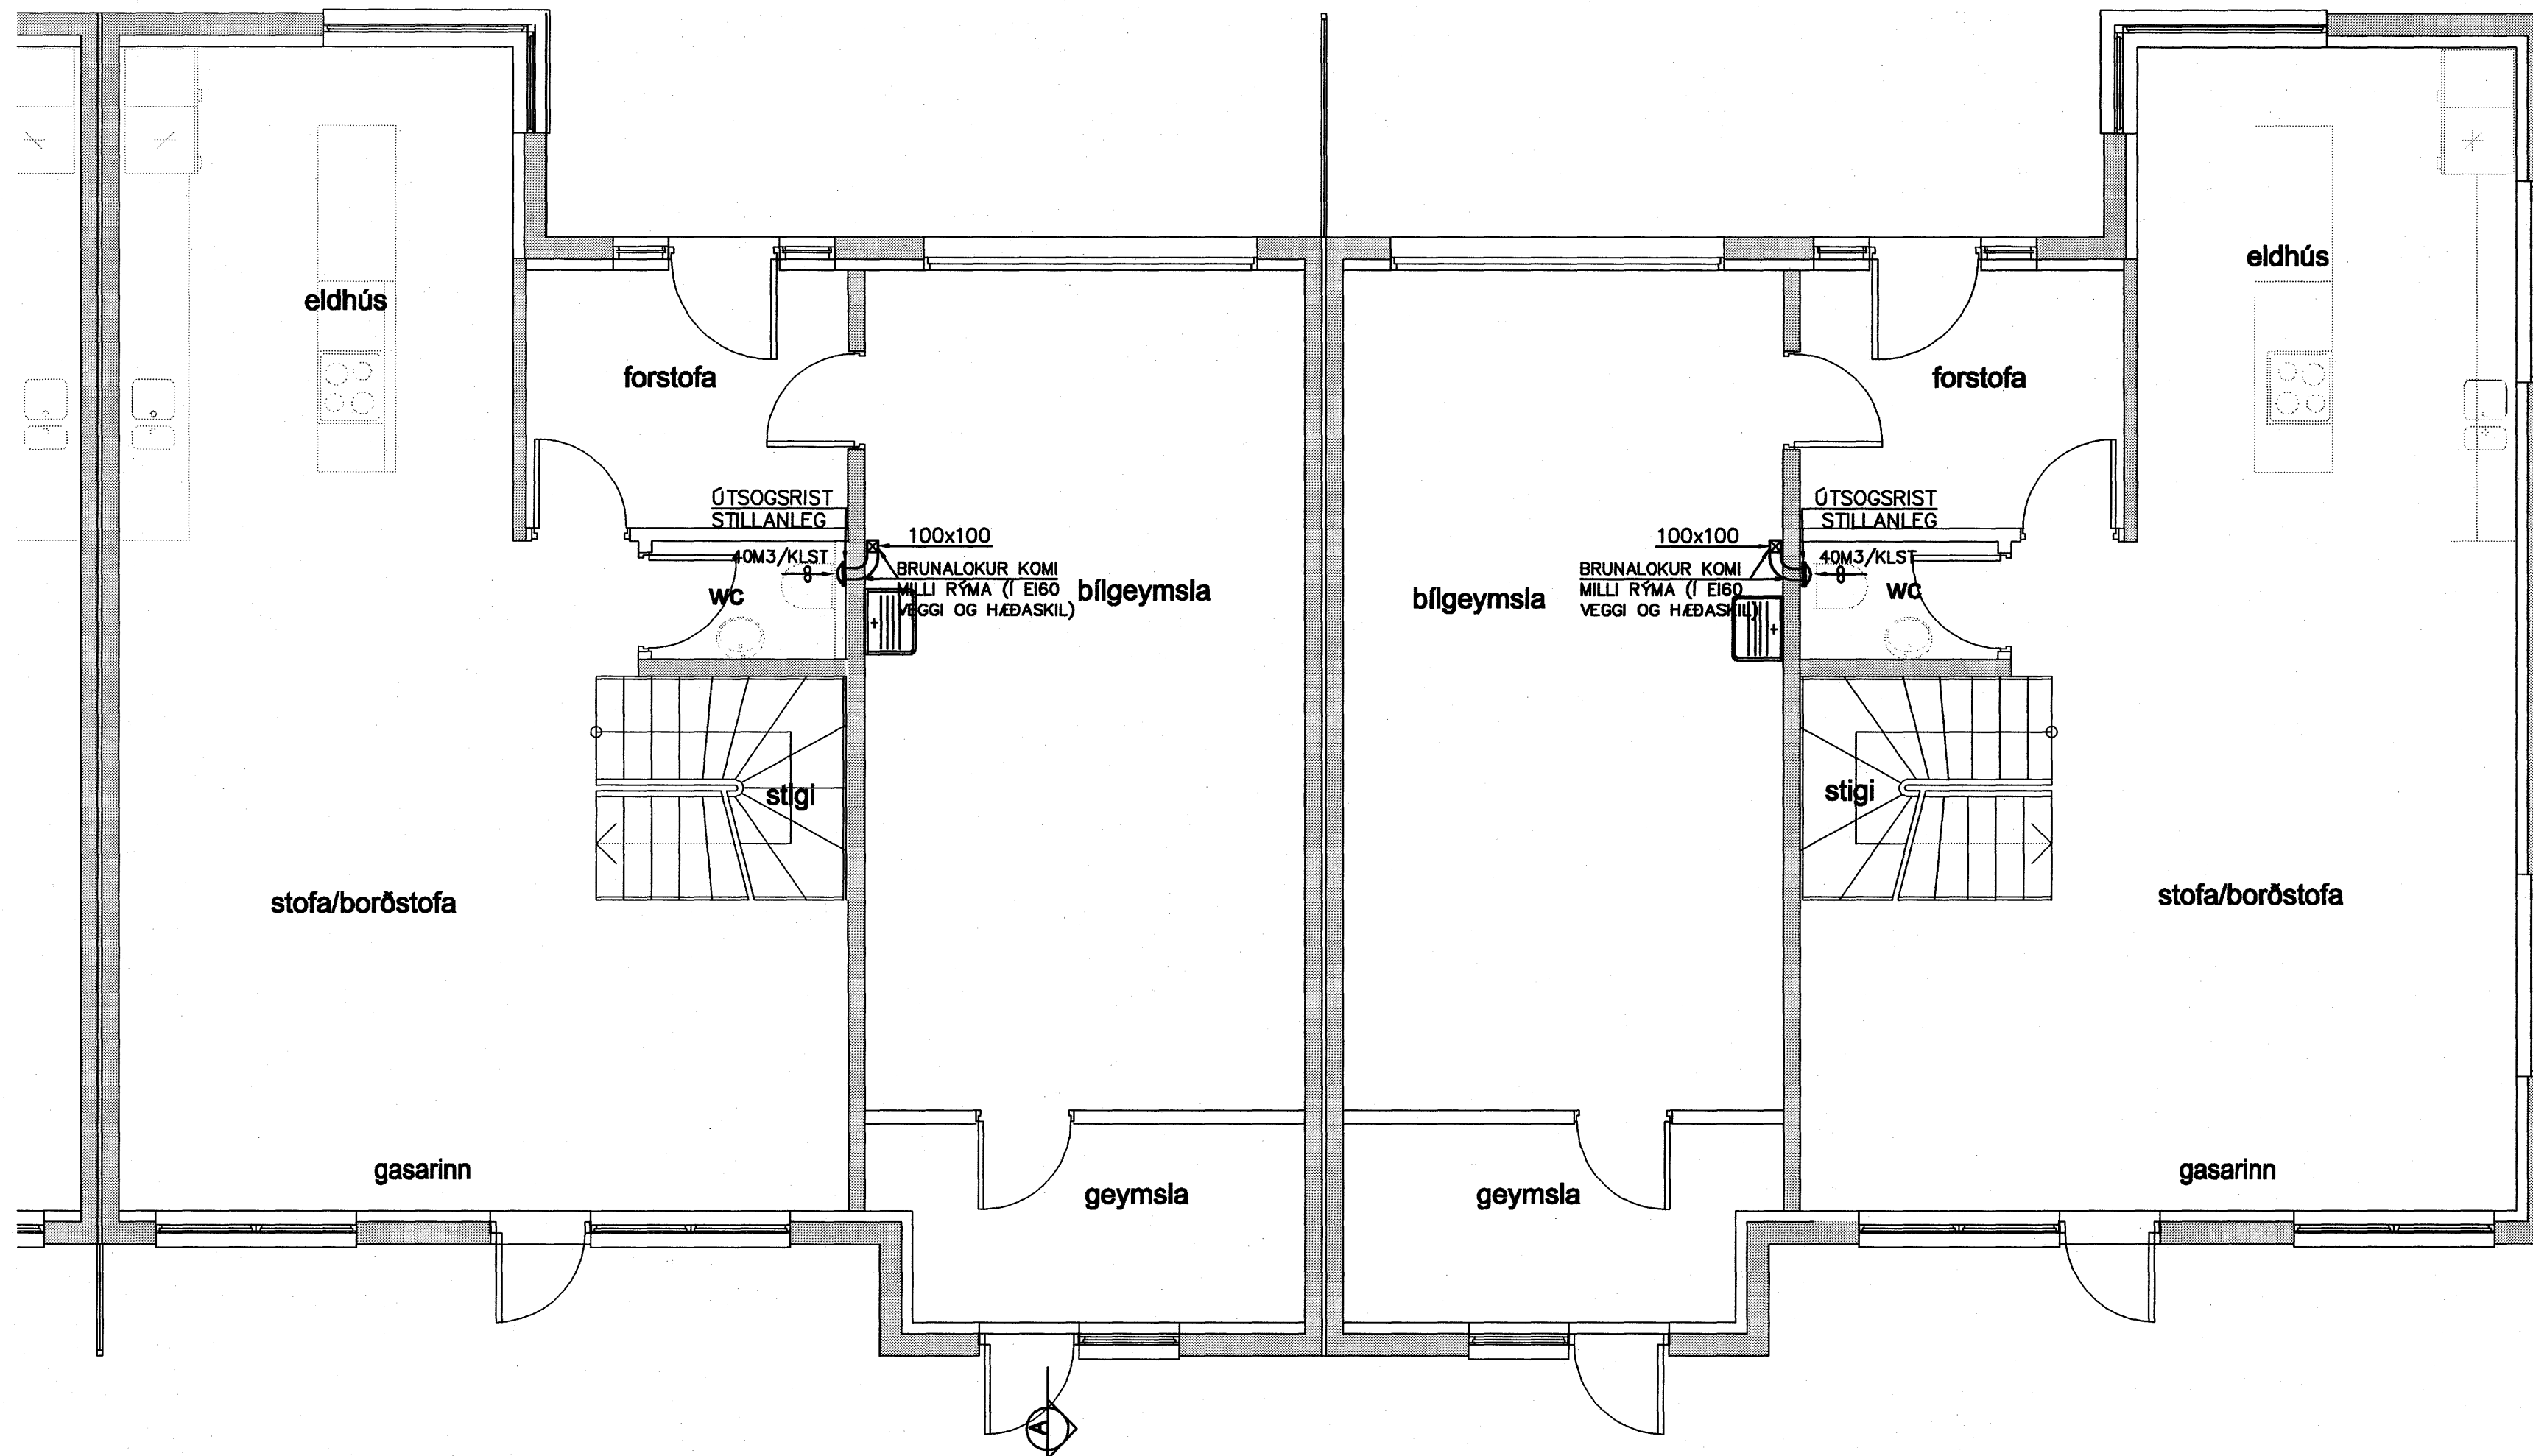 eldhús
eldhús
forstofa
forstofa
ÚTSOGSRIST
STILLANLEG
40M3/KLST
8
WC
100x100
BRUNALOKUR KOMI
MILLI RÝMA (Í EI60
VEGGI OG HÆÐASKIL)
bílgeymsla
100x100
BRUNALOKUR KOMI
MILLI RÝMA (Í EI60
VEGGI OG HÆÐASKIL)
bílgeymsla
ÚTSOGSRIST
STILLANLEG
40M3/KLST
8
WC
stigi
stigi
stofa/borðstofa
stofa/borðstofa
gasarinn
geymsla
geymsla
gasarinn
A